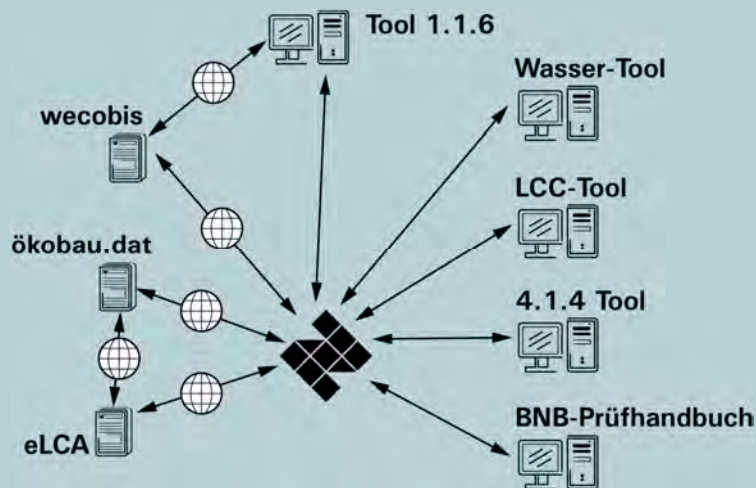 Tool 1.1.6
Wasser-Tool
wecobis
LCC-Tool
ökobau.dat
4.1.4 Tool
BNB-Prüfhandbuch
eLCA